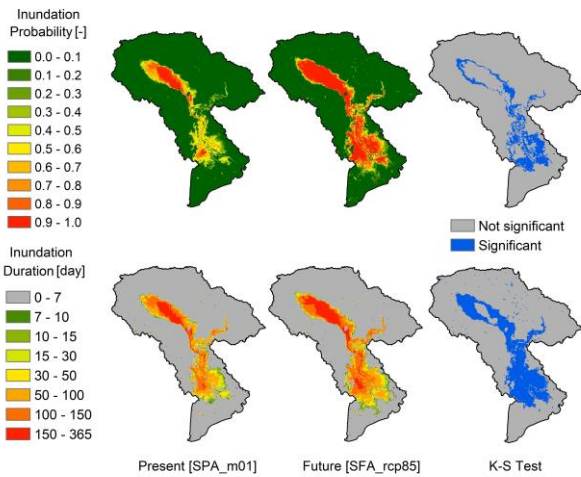 Inundation
Probability [-]
0.0 - 0.1
0.1 - 0.2
0.2 - 0.3
0.3 - 0.4
0.4 - 0.5
0.5 - 0.6
0.6 - 0.7
0.7 - 0.8
0.8 - 0.9
0.9 - 1.0
Not significant
Significant
Inundation
Duration [day]
0 - 7
7 - 10
10 - 15
15 - 30
30 - 50
50 - 100
100 - 150
150 - 365
Present [SPA_m01]
Future [SFA_rcp85]
K-S Test